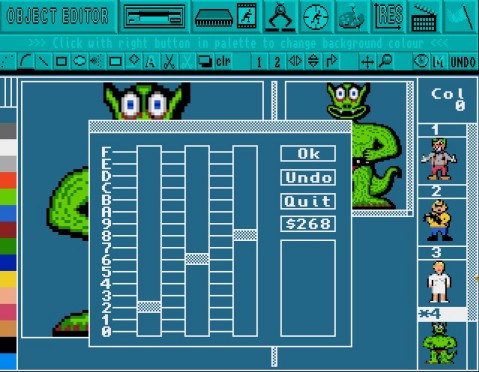 OBJECT EDITOR
RES
>>> Click with right button in palette to change background colour <<<
A clr 1 2 M UNDO
Col
0
1
2
3
*4
F
E
D
C
B
A
9
8
7
6
5
4
3
2
1
0
Ok
Undo
Quit
$268